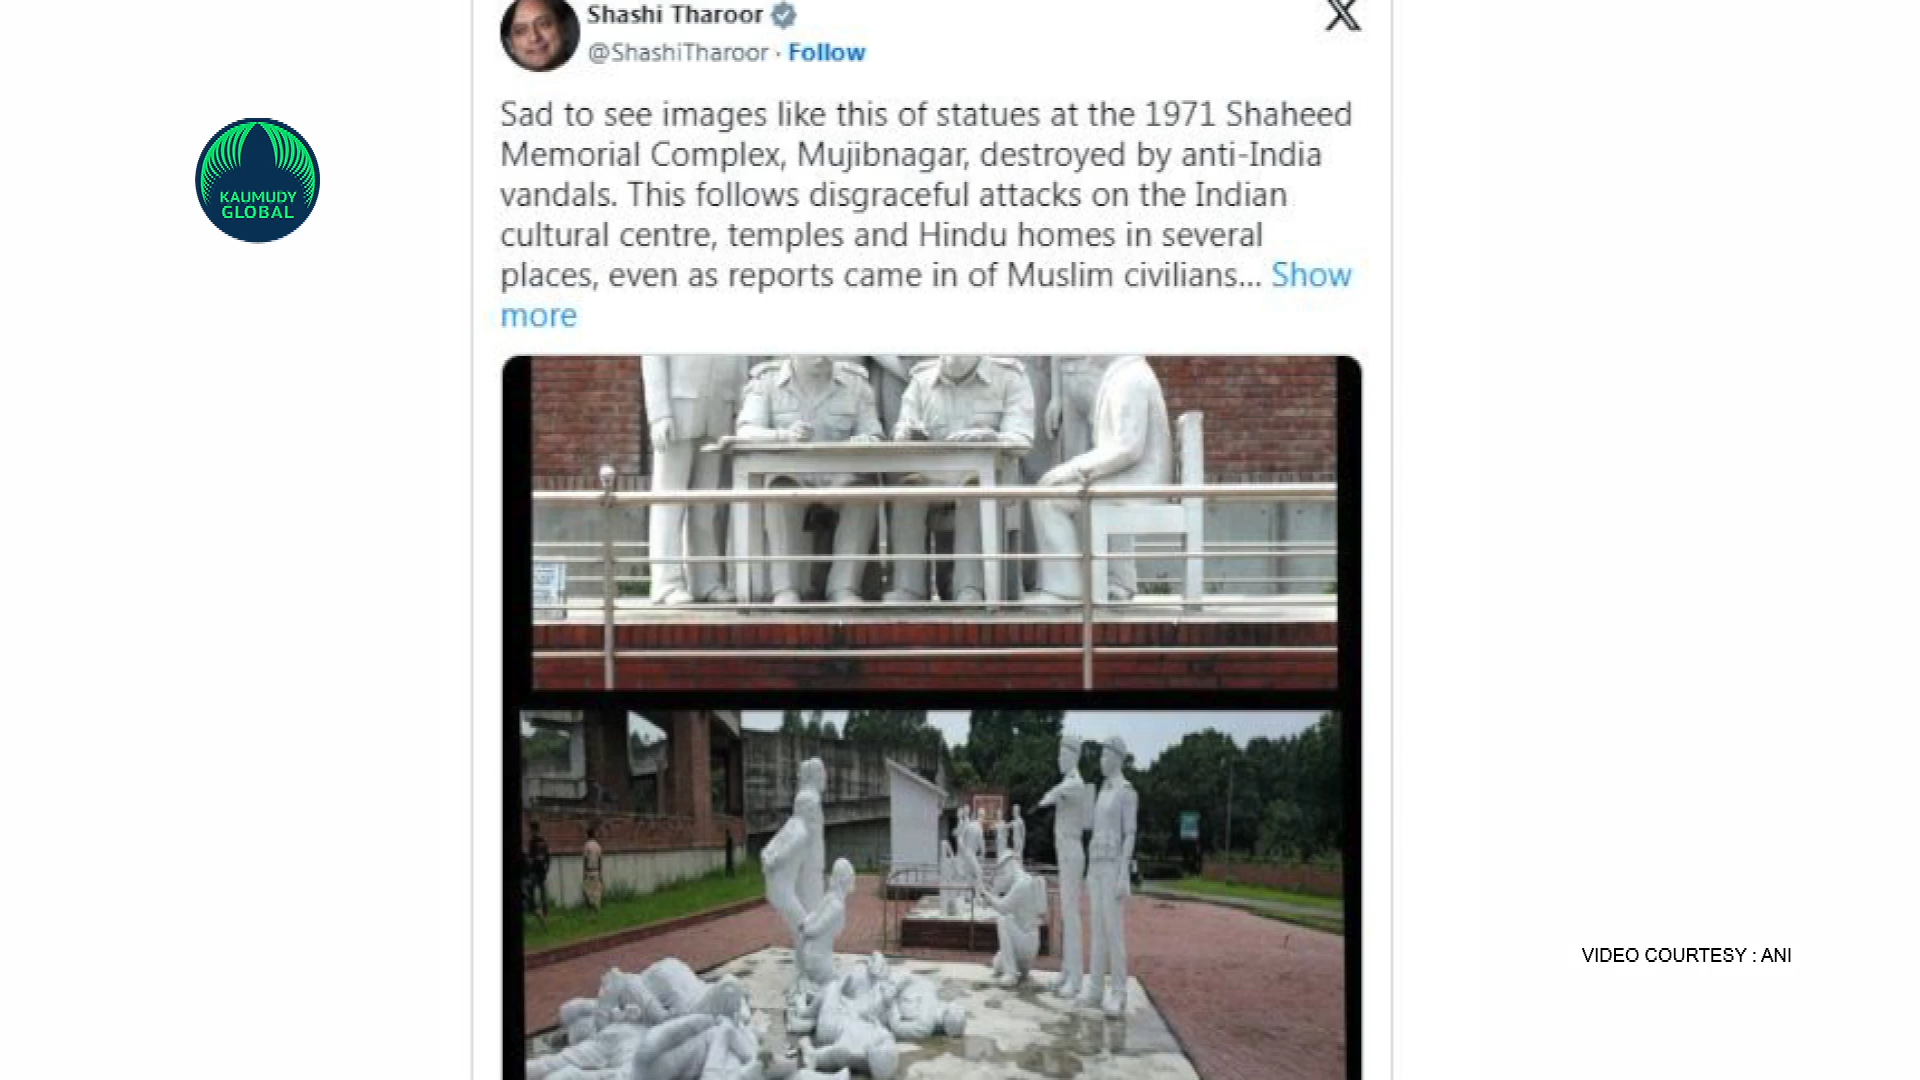 Shashi Tharoor
@ShashiTharoor · Follow
Sad to see images like this of statues at the 1971 Shaheed
Memorial Complex, Mujibnagar, destroyed by anti-India
vandals. This follows disgraceful attacks on the Indian
cultural centre, temples and Hindu homes in several
places, even as reports came in of Muslim civilians... Show
more
KAUMUDY
GLOBAL
VIDEO COURTESY : ANI